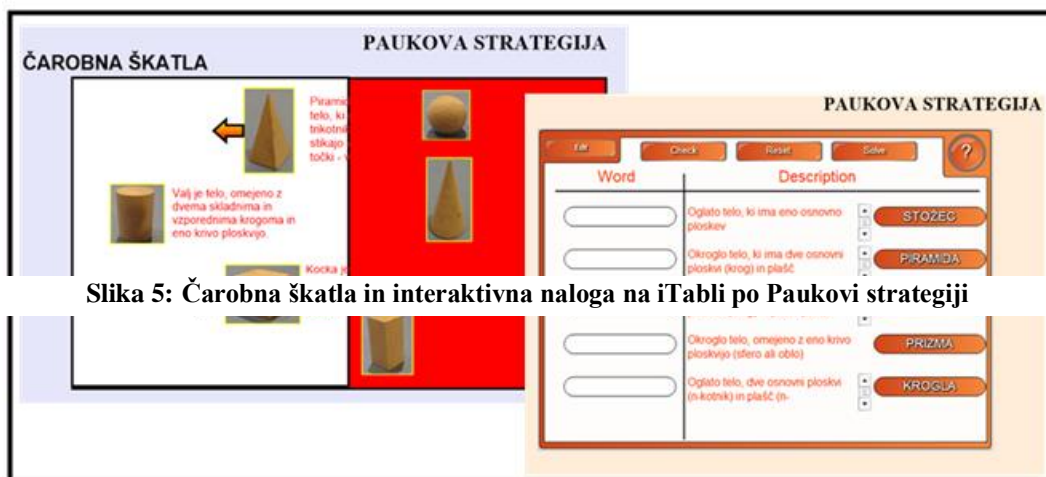 PAUKOVA STRATEGIJA
ČAROBNA ŠKATLA
telo, ki
točki -
Valj je telo, omejeno z
dvema skladnima in
vzporednima krogoma in
eno krivo ploskvijo.
Kocka je
PAUKOVA STRATEGIJA
Edit
Check
Reset
Solve
?
Word
Description
Oglato telo, ki ima eno osnovno
ploskev
STOŽEC
Okroglo telo, ki ima dve osnovni
ploskvi (krog) in plašč
PIRAMIDA
Slika 5: Čarobna škatla in interaktivna naloga na iTabli po Paukovi strategiji
Okroglo telo, omejeno z eno krivo
ploskvijo (sfero ali oblo)
PRIZMA
Oglato telo, dve osnovni ploskvi
(n-kotnik) in plašč (n-
KROGLA